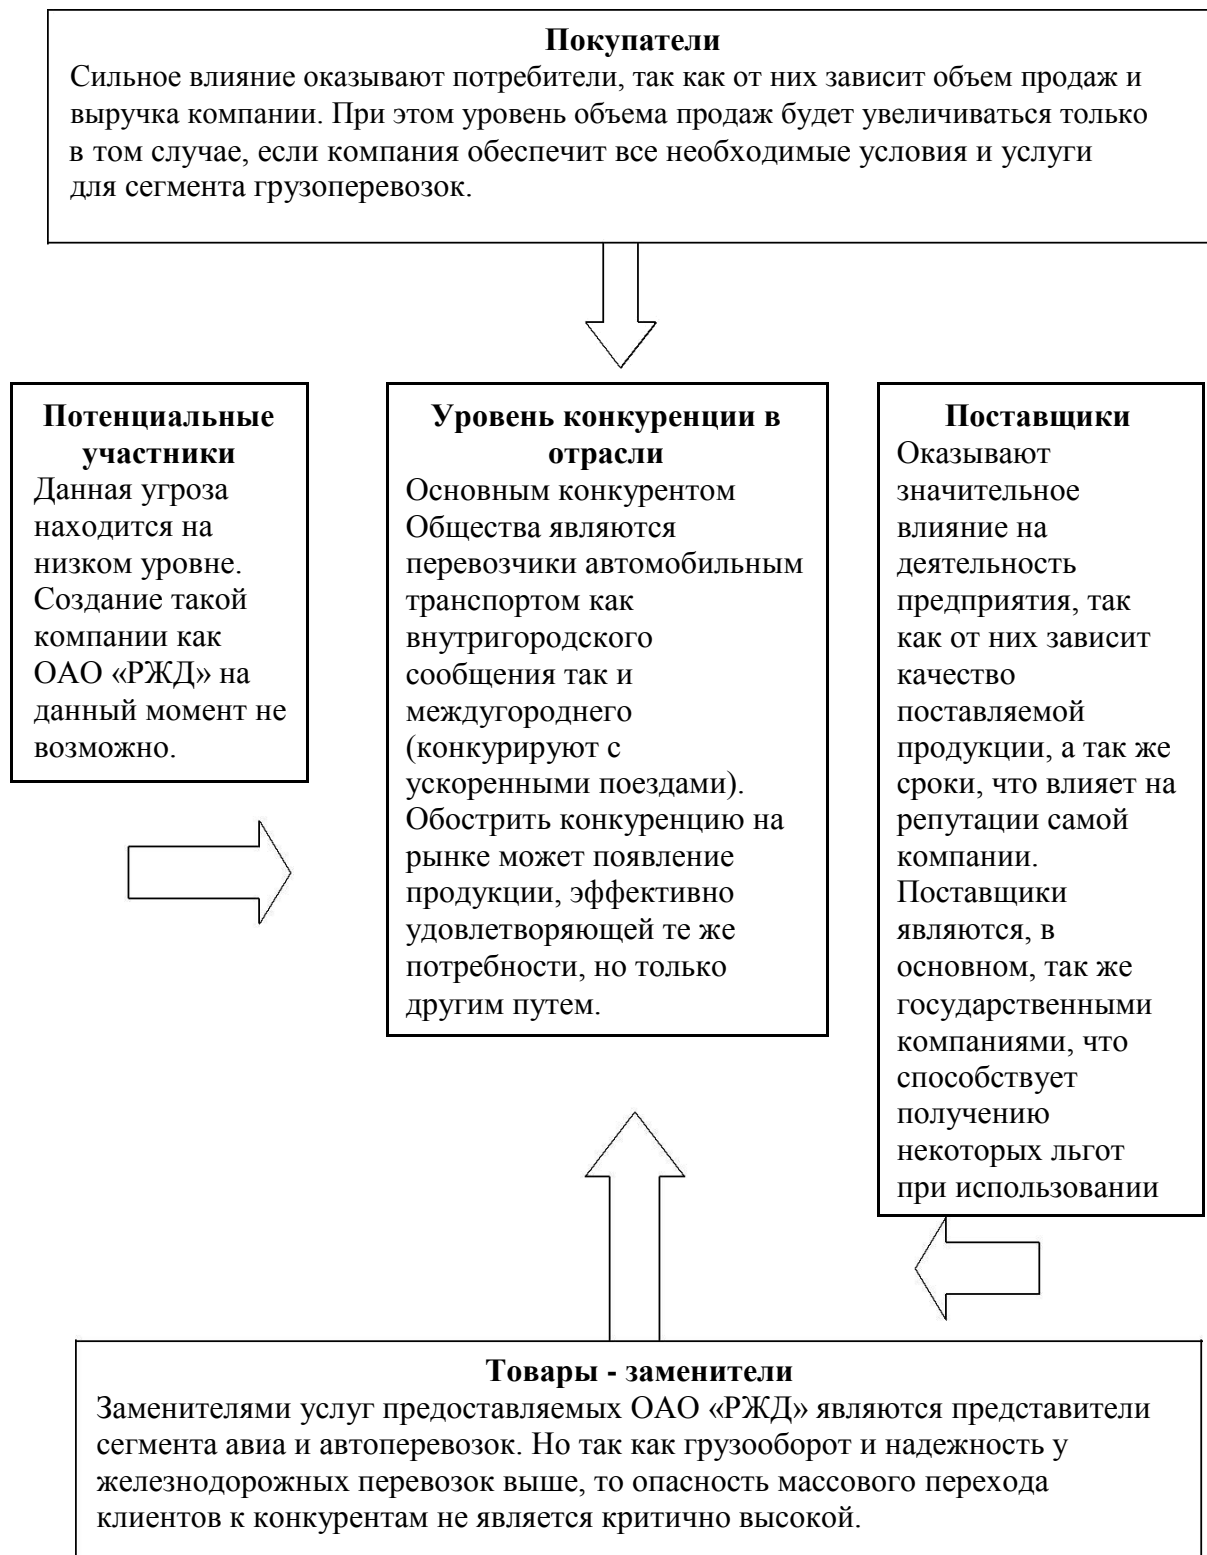 Покупатели
Сильное влияние оказывают потребители, так как от них зависит объем продаж и
выручка компании. При этом уровень объема продаж будет увеличиваться только
в том случае, если компания обеспечит все необходимые условия и услуги
для сегмента грузоперевозок.
Потенциальные
участники
Данная угроза
находится на
низком уровне.
Создание такой
компании как
ОАО «РЖД» на
данный момент не
возможно.
Уровень конкуренции в
отрасли
Основным конкурентом
Общества являются
перевозчики автомобильным
транспортом как
внутригородского
сообщения так и
междугороднего
(конкурируют с
ускоренными поездами).
Обострить конкуренцию на
рынке может появление
продукции, эффективно
удовлетворяющей те же
потребности, но только
другим путем.
Поставщики
Оказывают
значительное
влияние на
деятельность
предприятия, так
как от них зависит
качество
поставляемой
продукции, а так же
сроки, что влияет на
репутации самой
компании.
Поставщики
являются, в
основном, так же
государственными
компаниями, что
способствует
получению
некоторых льгот
при использовании
Товары - заменители
Заменителями услуг предоставляемых ОАО «РЖД» являются представители
сегмента авиа и автоперевозок. Но так как грузооборот и надежность у
железнодорожных перевозок выше, то опасность массового перехода
клиентов к конкурентам не является критично высокой.